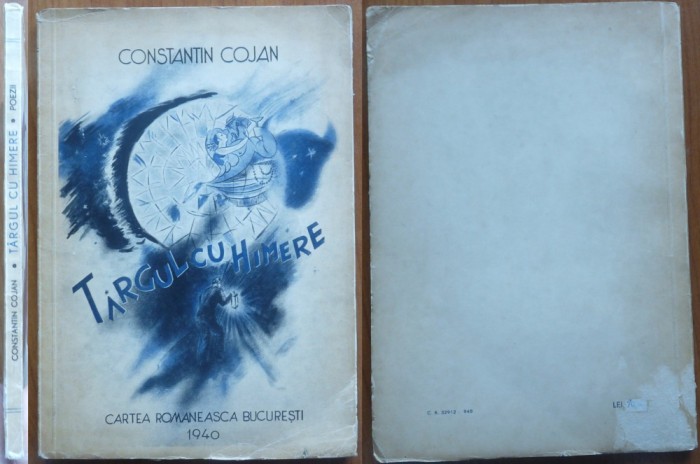 CONSTANTIN COJAN • TÂRGUL CU HIMERE • POEZII
CONSTANTIN COJAN
TÂRGUL CU HIMERE
CARTEA ROMANEASCA BUCUREȘTI
1940
LEI